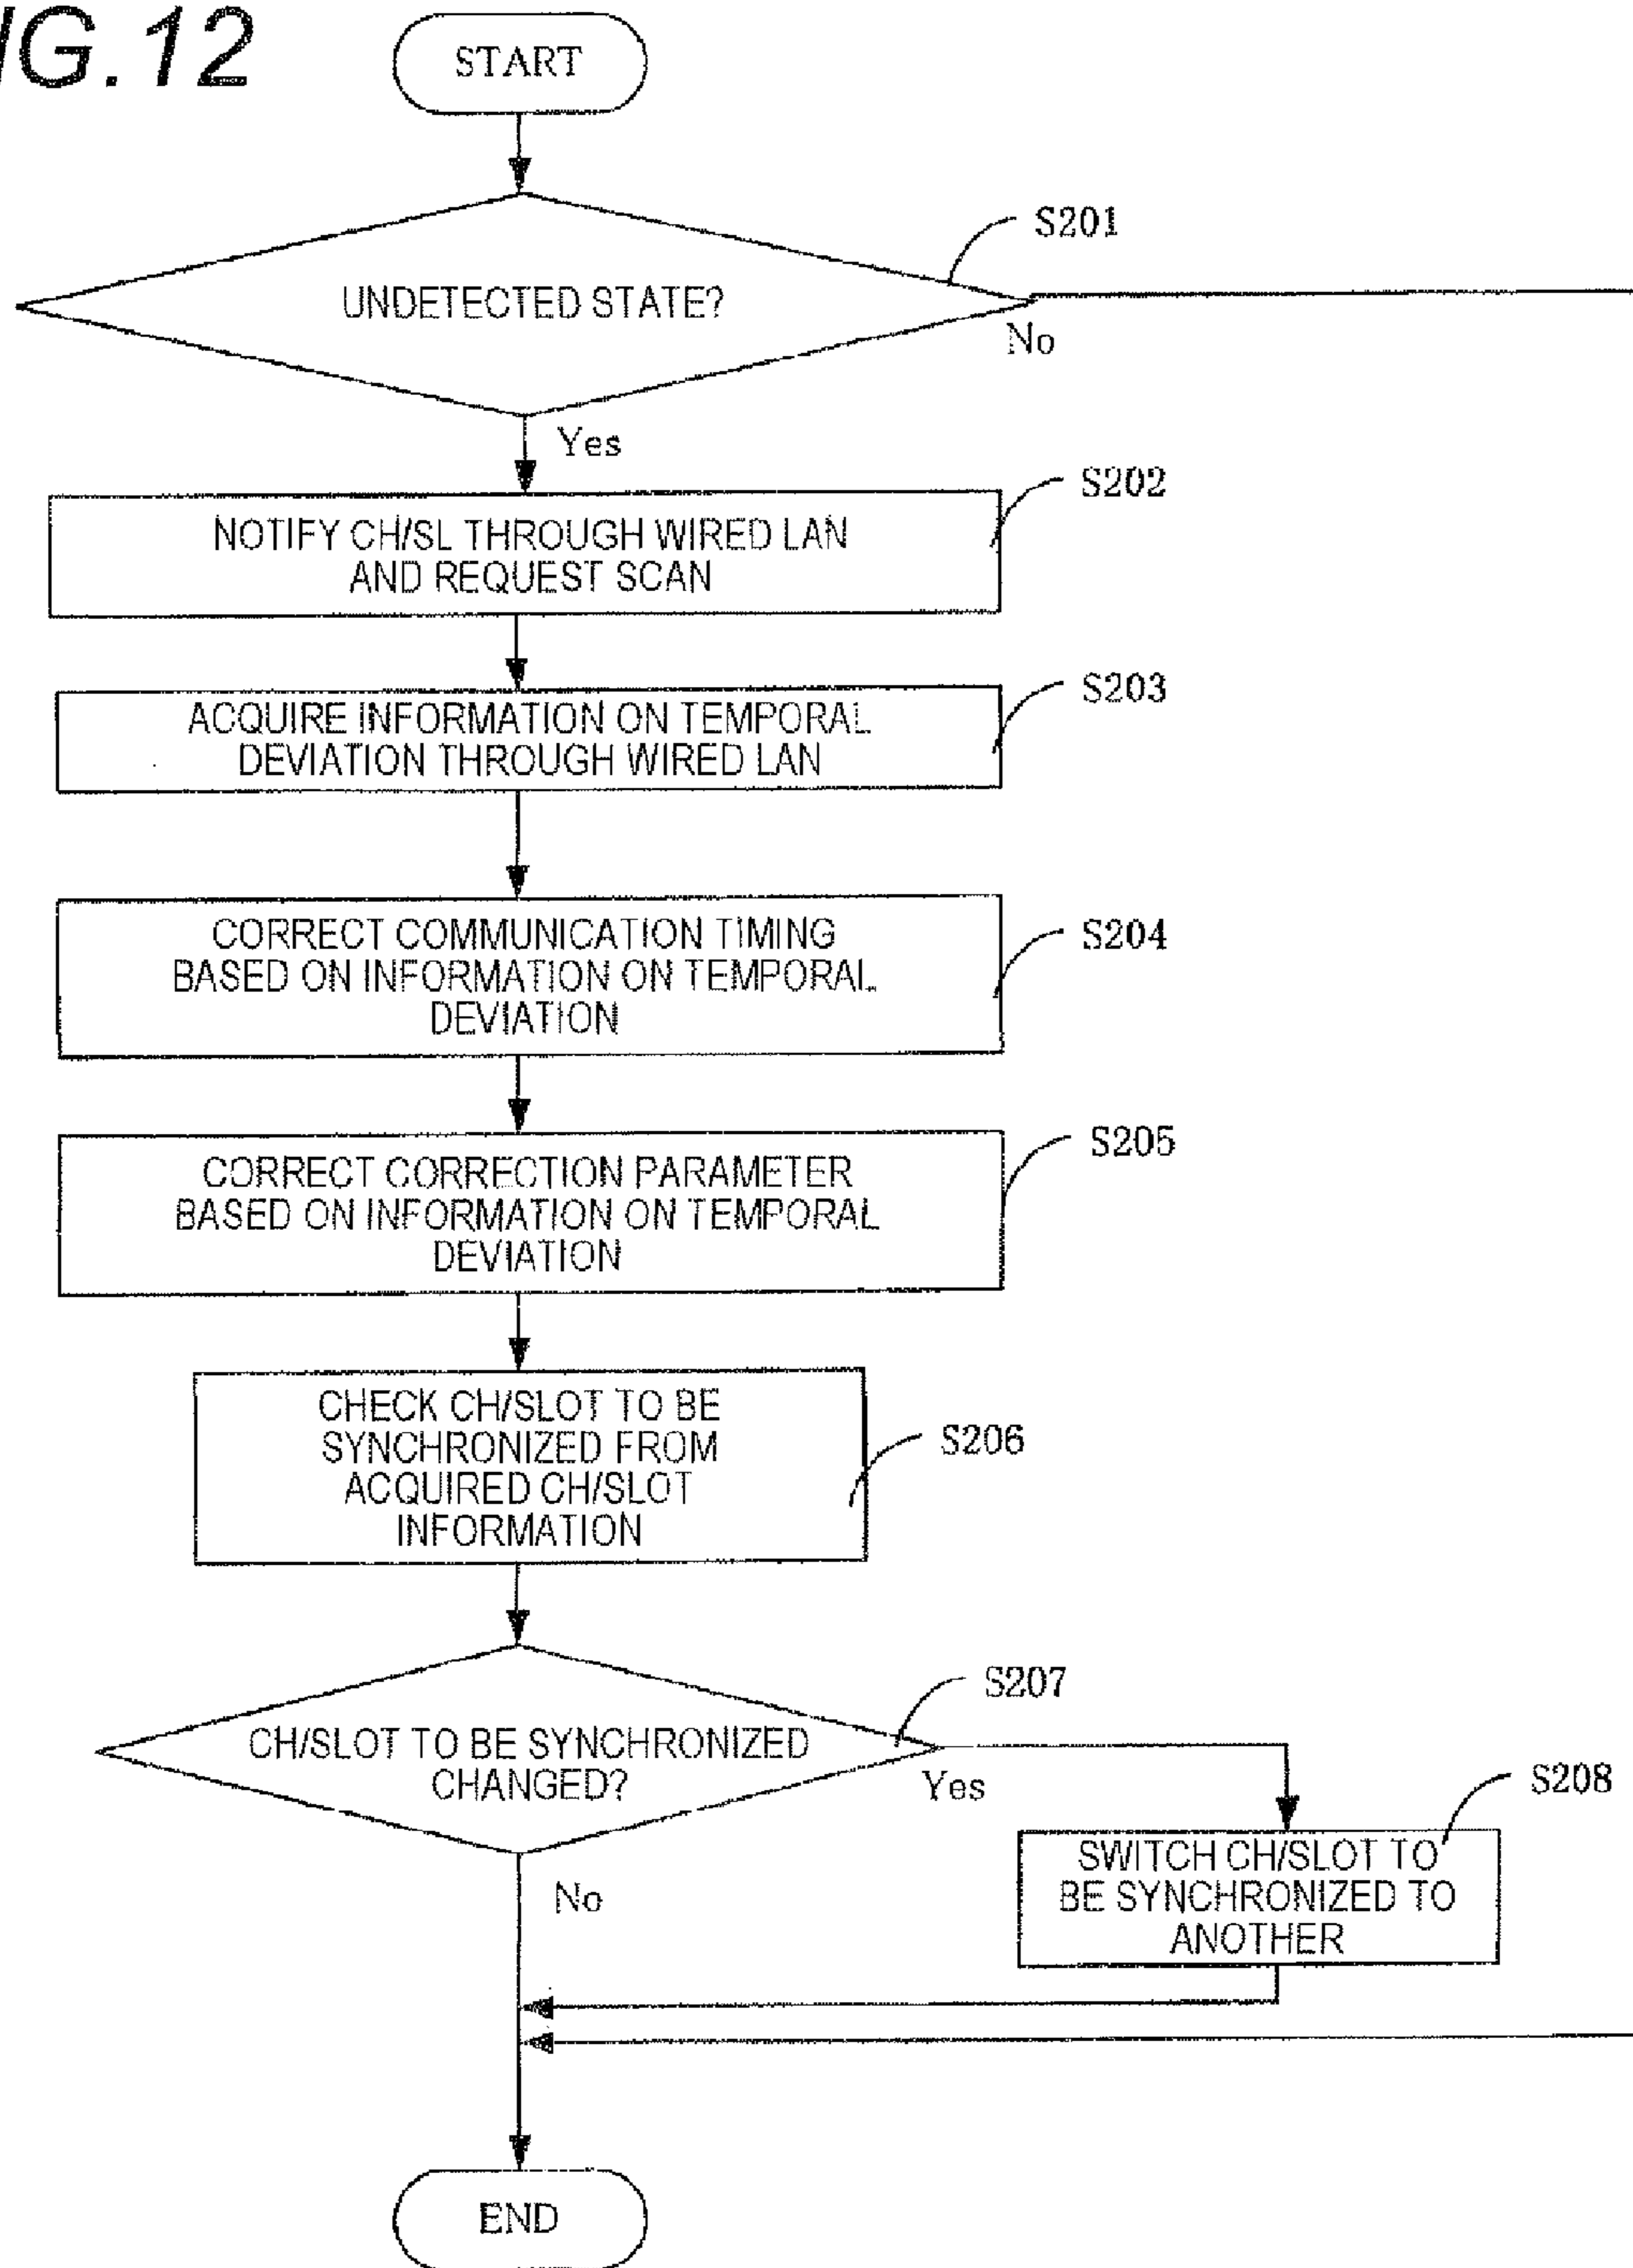 IG.12
START
S201
UNDETECTED STATE?
No
Yes
S202
NOTIFY CH/SL THROUGH WIRED LAN
AND REQUEST SCAN
S203
ACQUIRE INFORMATION ON TEMPORAL
DEVIATION THROUGH WIRED LAN
S204
CORRECT COMMUNICATION TIMING
BASED ON INFORMATION ON TEMPORAL
DEVIATION
S205
CORRECT CORRECTION PARAMETER
BASED ON INFORMATION ON TEMPORAL
DEVIATION
CHECK CH/SLOT TO BE
SYNCHRONIZED FROM
ACQUIRED CH/SLOT
INFORMATION
S206
S207
CH/SLOT TO BE SYNCHRONIZED
CHANGED?
Yes
S208
SWITCH CH/SLOT TO
BE SYNCHRONIZED TO
ANOTHER
No
END